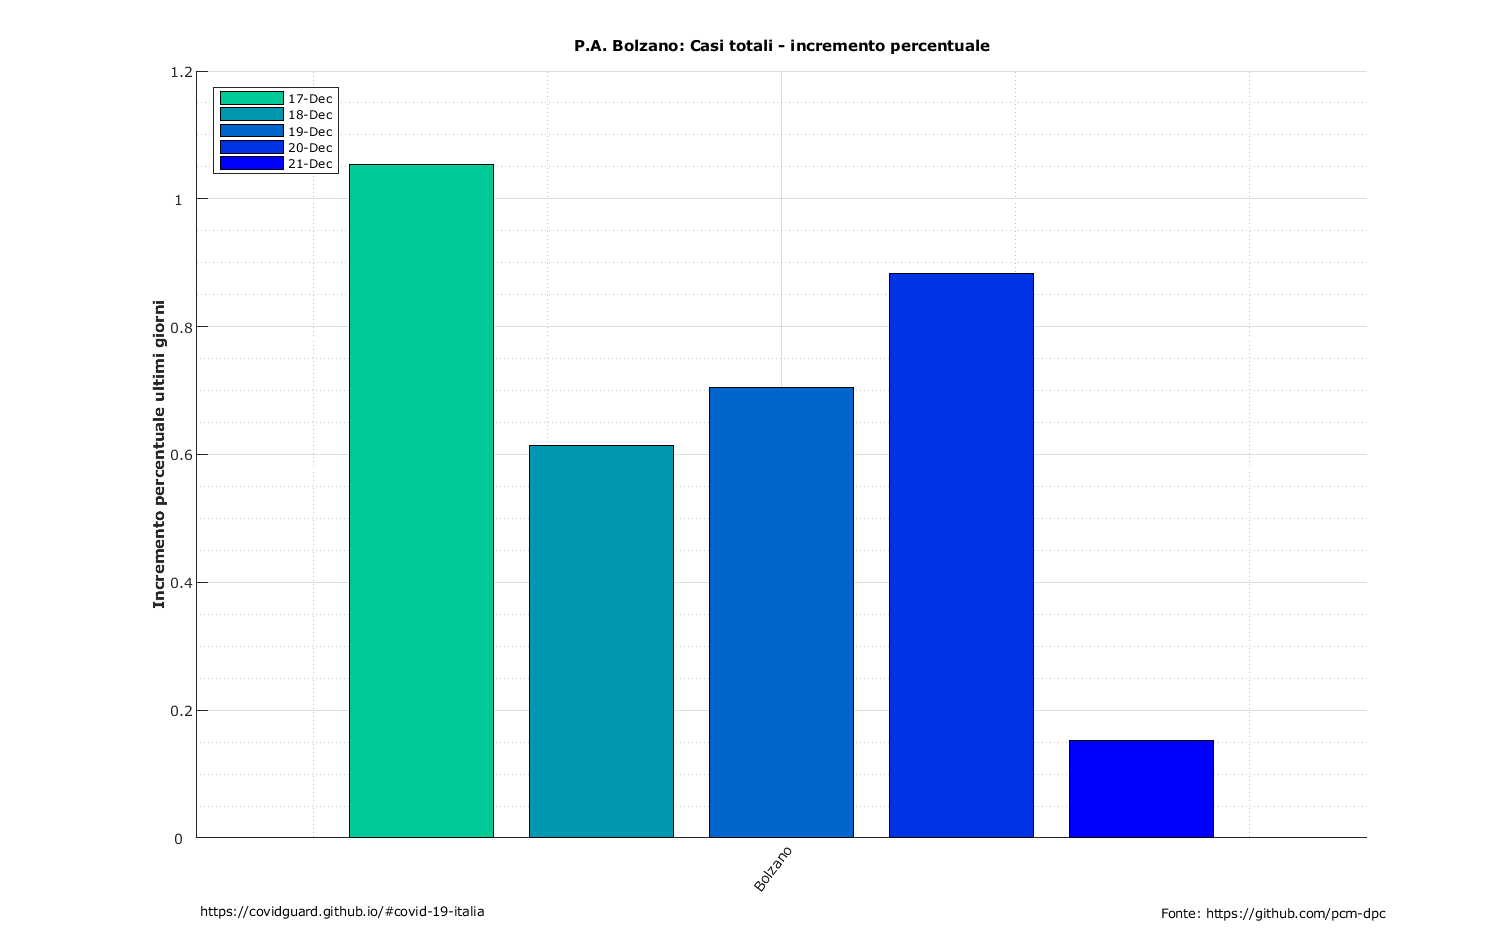 P.A. Bolzano: Casi totali - incremento percentuale
Incremento percentuale ultimi giorni
1.2
1
0.8
0.6
0.4
0.2
0
17-Dec
18-Dec
19-Dec
20-Dec
21-Dec
Bolzano
https://covidguard.github.io/#covid-19-italia
Fonte: https://github.com/pcm-dpc